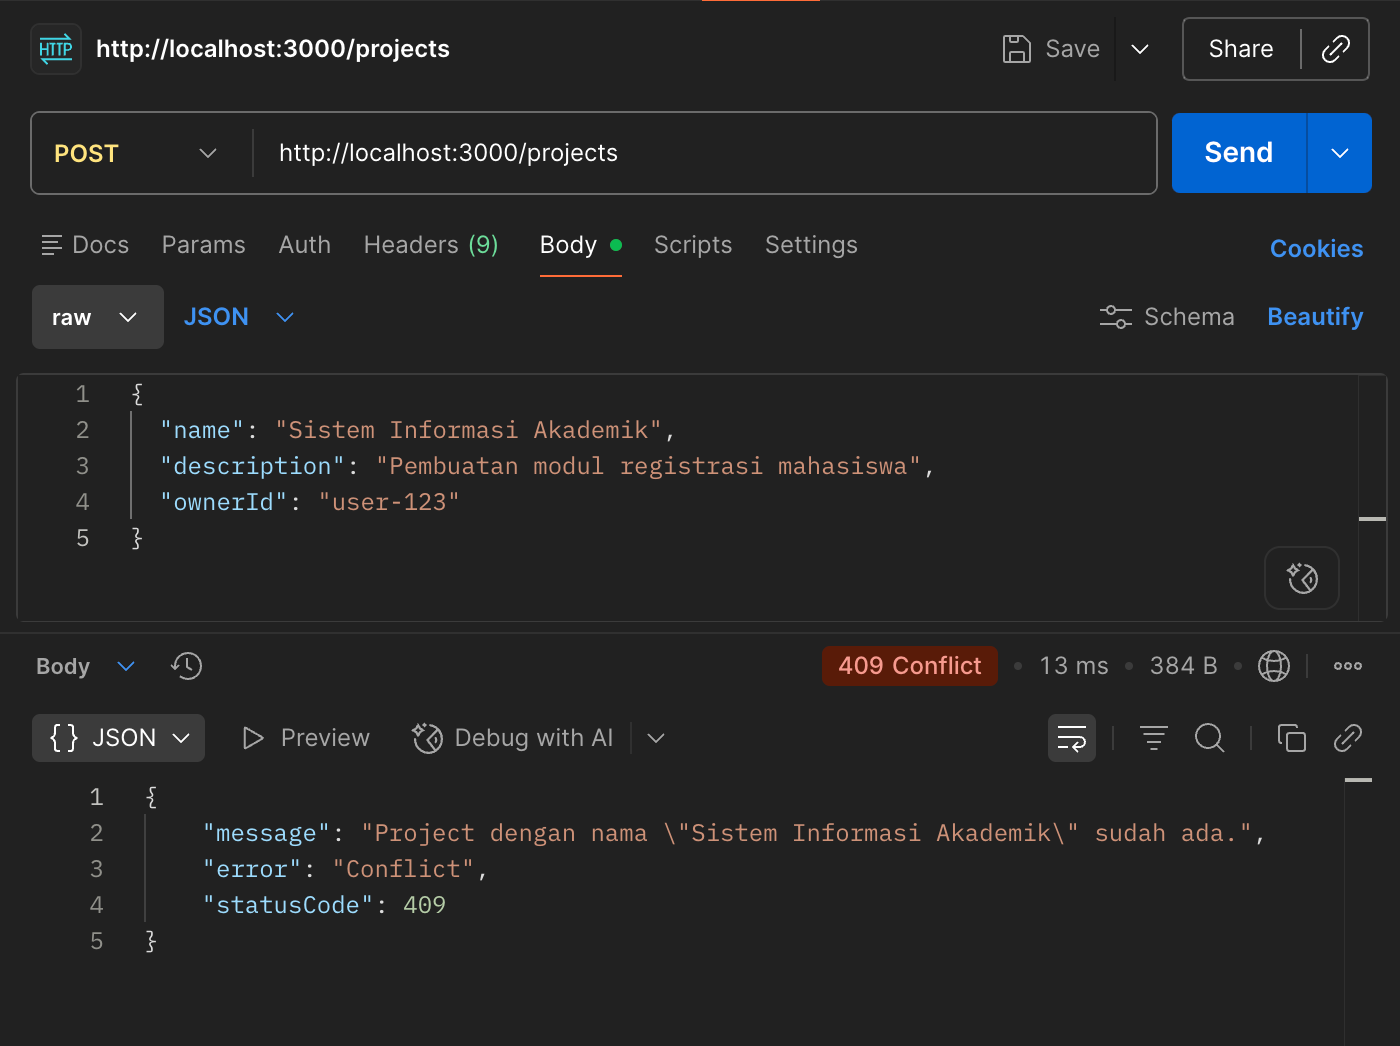 HTTP http://localhost:3000/projects Save Share
POST http://localhost:3000/projects Send
Docs Params Auth Headers (9) Body Scripts Settings Cookies
raw JSON Schema Beautify
1 {
2 "name": "Sistem Informasi Akademik",
3 "description": "Pembuatan modul registrasi mahasiswa",
4 "ownerId": "user-123"
5 }
Body 409 Conflict • 13 ms • 384 B •
{} JSON Preview Debug with AI
1 {
2 "message": "Project dengan nama \"Sistem Informasi Akademik\" sudah ada.",
3 "error": "Conflict",
4 "statusCode": 409
5 }